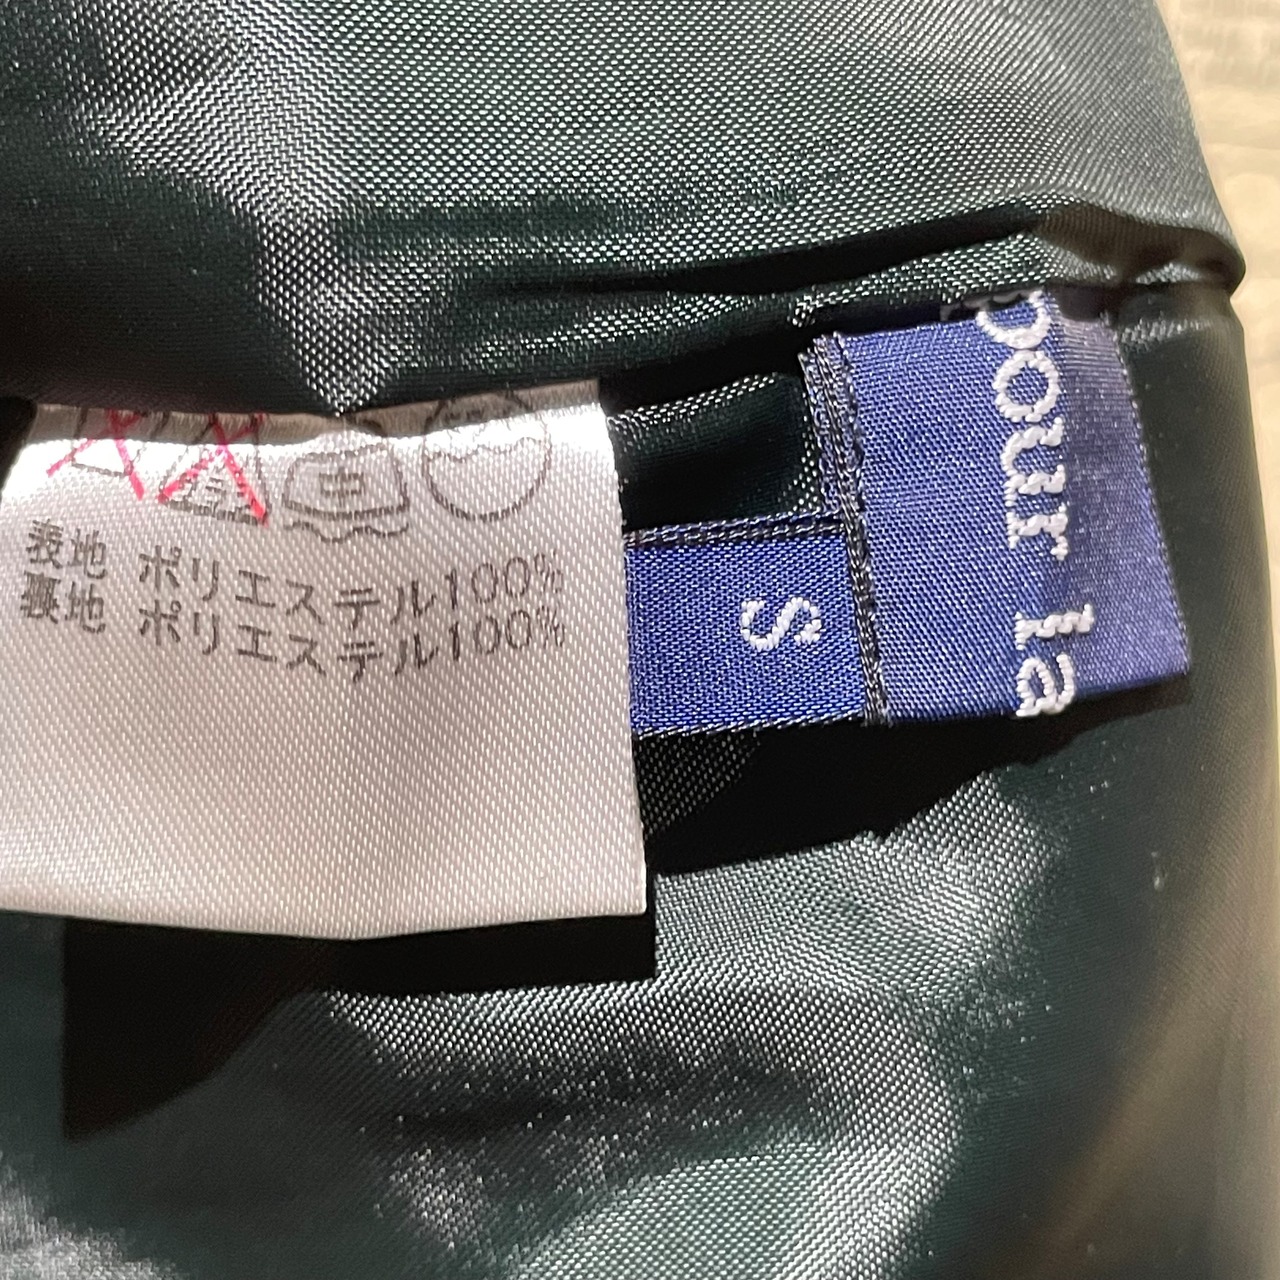 中
表地 ポリエステル100%
裏地 ポリエステル100%
S
pour la